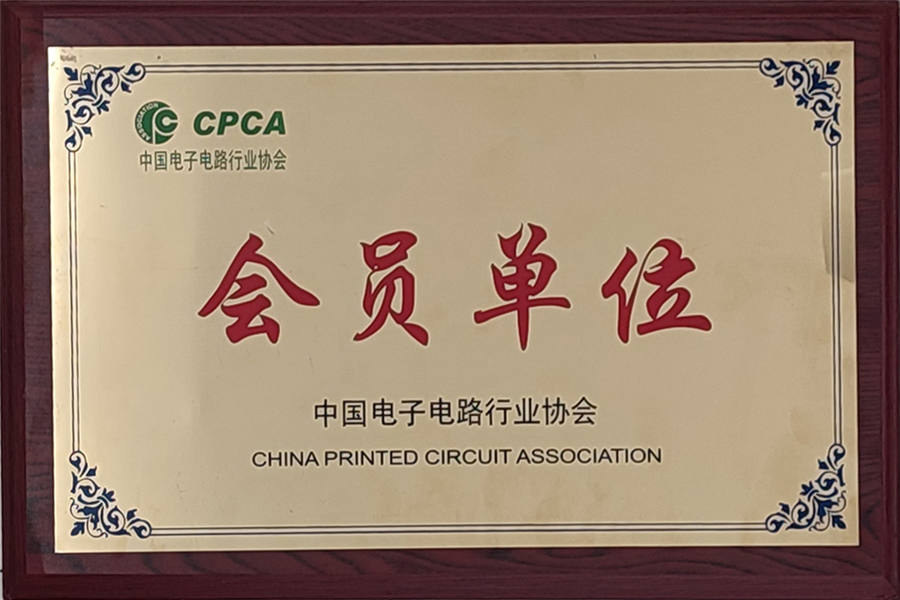 ASSOCIATION
CPCA
中国电子电路行业协会
会员单位
中国电子电路行业协会
CHINA PRINTED CIRCUIT ASSOCIATION